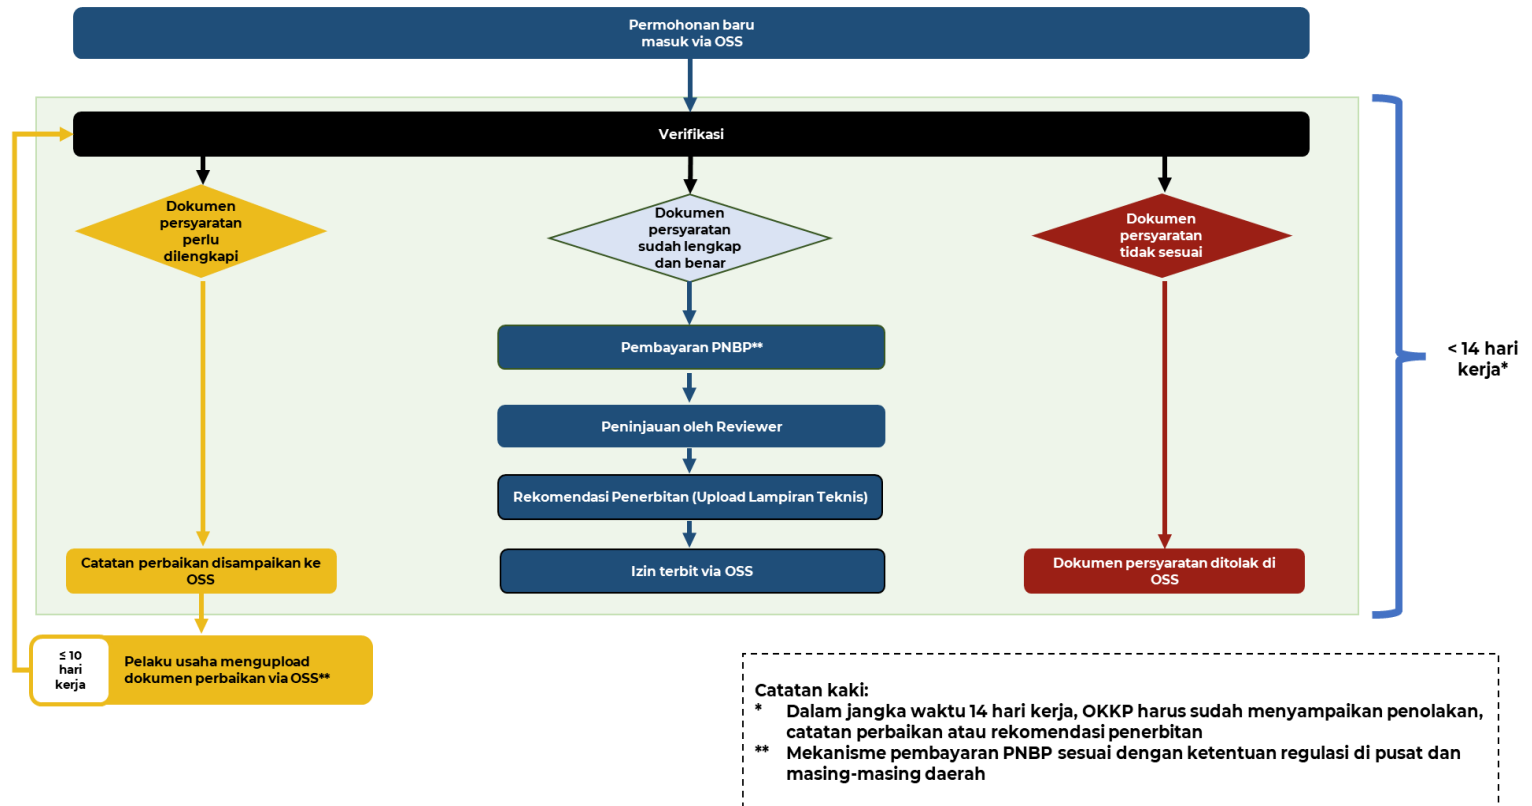 Permohonan baru
masuk via OSS
Verifikasi
Dokumen
persyaratan
perlu
dilengkapi
Dokumen
persyaratan
sudah lengkap
dan benar
Dokumen
persyaratan
tidak sesuai
Pembayaran PNBP**
Peninjauan oleh Reviewer
Rekomendasi Penerbitan (Upload Lampiran Teknis)
Izin terbit via OSS
Catatan perbaikan disampaikan ke
OSS
Dokumen persyaratan ditolak di
OSS
≤ 10
hari
kerja
Pelaku usaha mengupload
dokumen perbaikan via OSS**
< 14 hari
kerja*
Catatan kaki:
* Dalam jangka waktu 14 hari kerja, OKKP harus sudah menyampaikan penolakan,
catatan perbaikan atau rekomendasi penerbitan
** Mekanisme pembayaran PNBP sesuai dengan ketentuan regulasi di pusat dan
masing-masing daerah